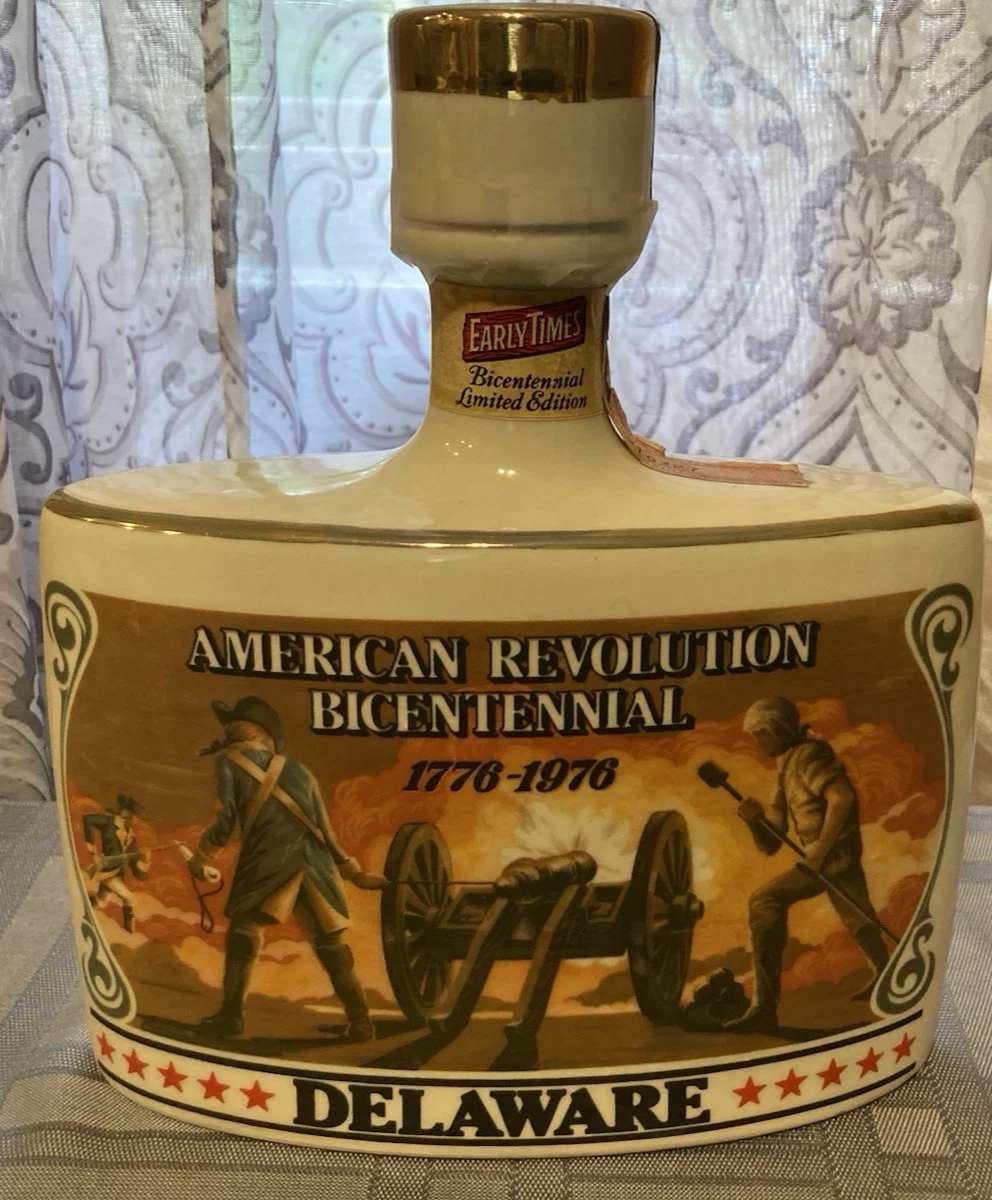 EARLY TIMES
Bicentennial
Limited Edition
AMERICAN REVOLUTION
BICENTENNIAL
1776-1976
DELAWARE